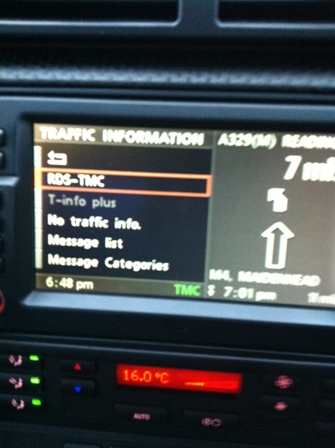 TRAFFIC INFORMATION
A329(M) READING
RDS-TMC
7
T-info plus
No traffic info.
Message list
Message Categories
M4, MAIDENHEAD
6:48 pm
TMC
7:01 pm
16.0°C
AUTO